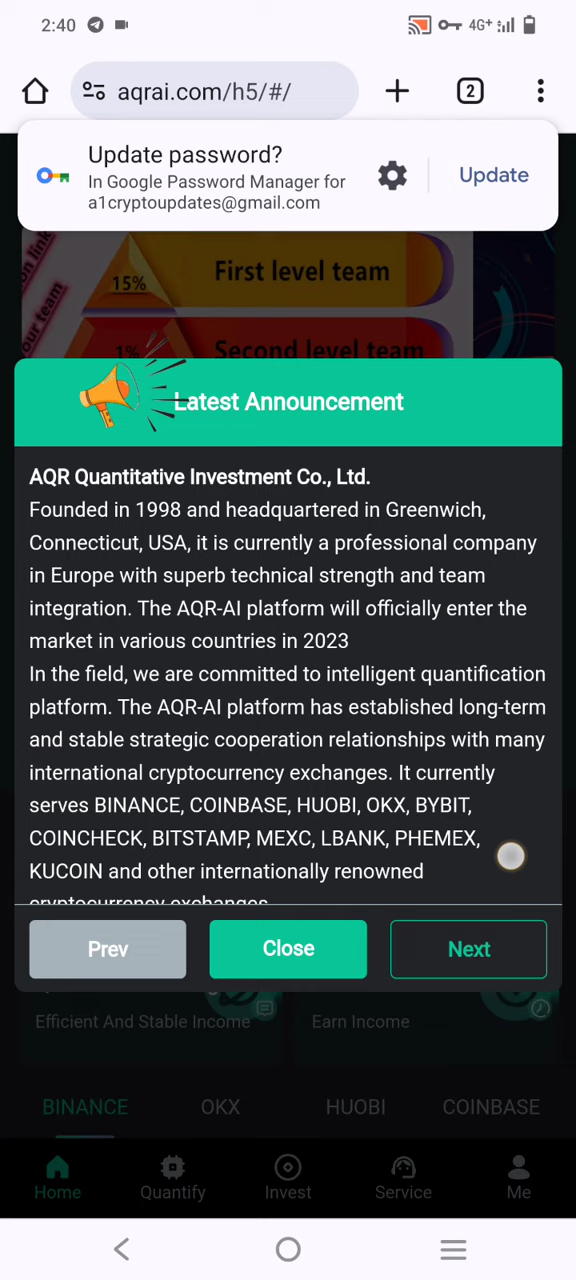 2:40
4G+
aqrai.com/h5/#/
2
Update password?
In Google Password Manager for
a1cryptoupdates@gmail.com
Update
on link
our team
15%
First level team
1%
Second level team
Latest Announcement
AQR Quantitative Investment Co., Ltd.
Founded in 1998 and headquartered in Greenwich,
Connecticut, USA, it is currently a professional company
in Europe with superb technical strength and team
integration. The AQR-AI platform will officially enter the
market in various countries in 2023
In the field, we are committed to intelligent quantification
platform. The AQR-AI platform has established long-term
and stable strategic cooperation relationships with many
international cryptocurrency exchanges. It currently
serves BINANCE, COINBASE, HUOBI, OKX, BYBIT,
COINCHECK, BITSTAMP, MEXC, LBANK, PHEMEX,
KUCOIN and other internationally renowned
cryptocurrency exchanges
Prev
Close
Next
Efficient And Stable Income
Earn Income
BINANCE
OKX
HUOBI
COINBASE
Home
Quantify
Invest
Service
Me